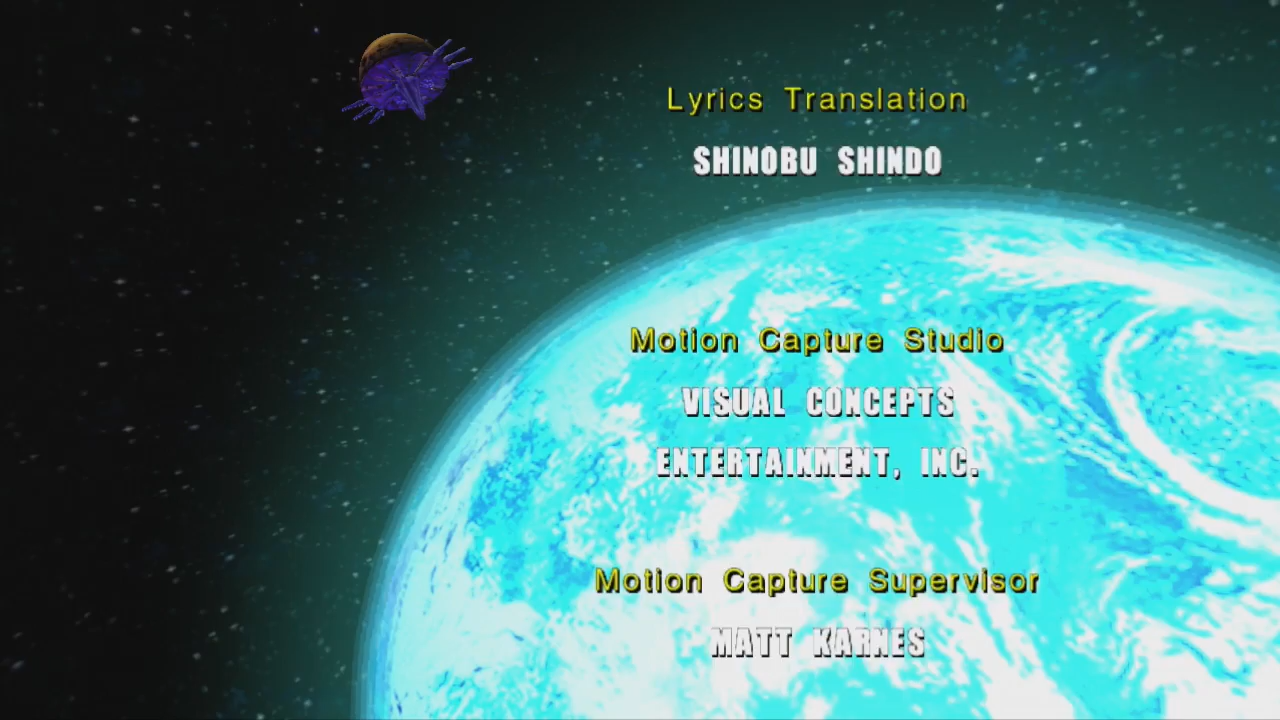 Lyrics Translation
SHINOBU SHINDO
Motion Capture Studio
VISUAL CONCEPTS
ENTERTAINMENT, INC.
Motion Capture Supervisor
MATT KARNES